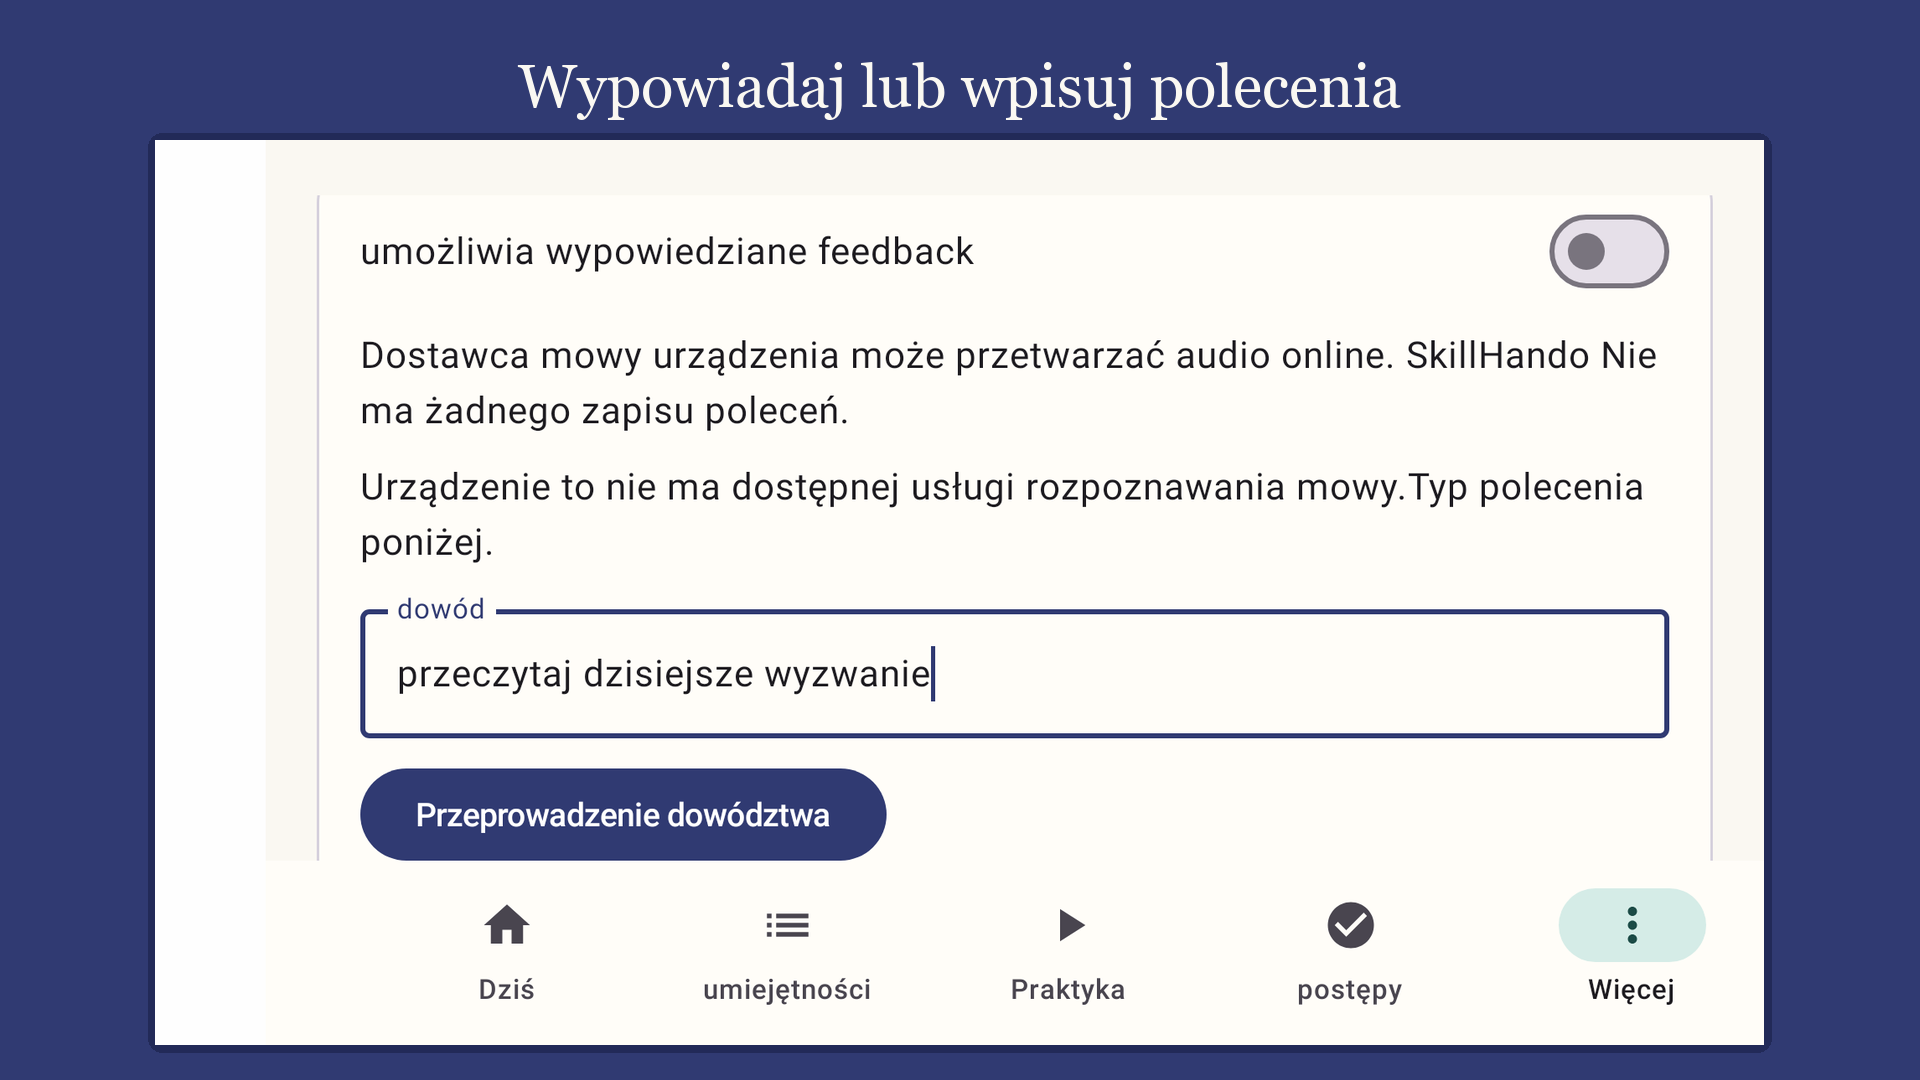 Wypowiadaj lub wpisuj polecenia
umożliwia wypowiedziane feedback
Dostawca mowy urządzenia może przetwarzać audio online. SkillHando Nie
ma żadnego zapisu poleceń.
Urządzenie to nie ma dostępnej usługi rozpoznawania mowy.Typ polecenia
poniżej.
dowód
przeczytaj dzisiejsze wyzwanie
Przeprowadzenie dowództwa
Dziś
umiejętności
Praktyka
postępy
Więcej